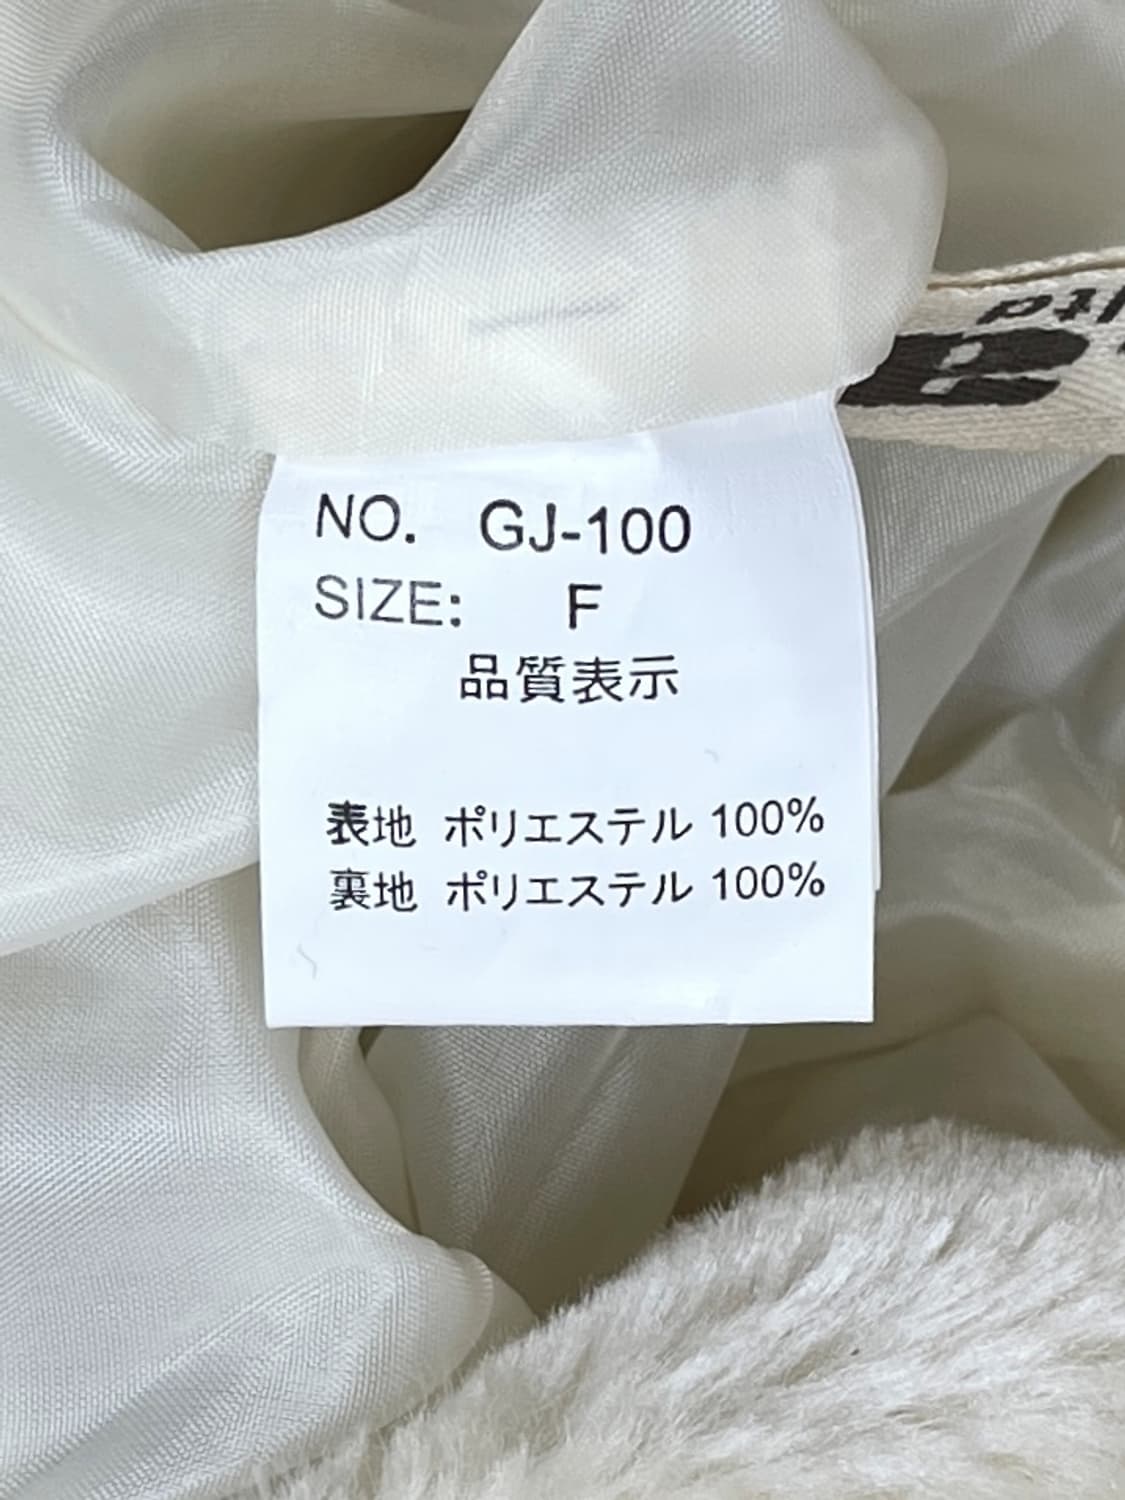 NO. GJ-100
SIZE: F
品質表示
表地 ポリエステル 100%
裏地 ポリエステル 100%